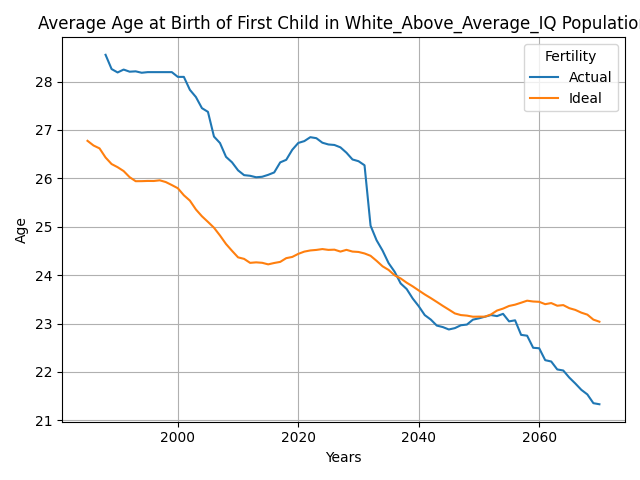 Average Age at Birth of First Child in White_Above_Average_IQ Population
Fertility
Actual
Ideal
28
27
26
25
24
23
22
21
Age
2000
2020
2040
2060
Years